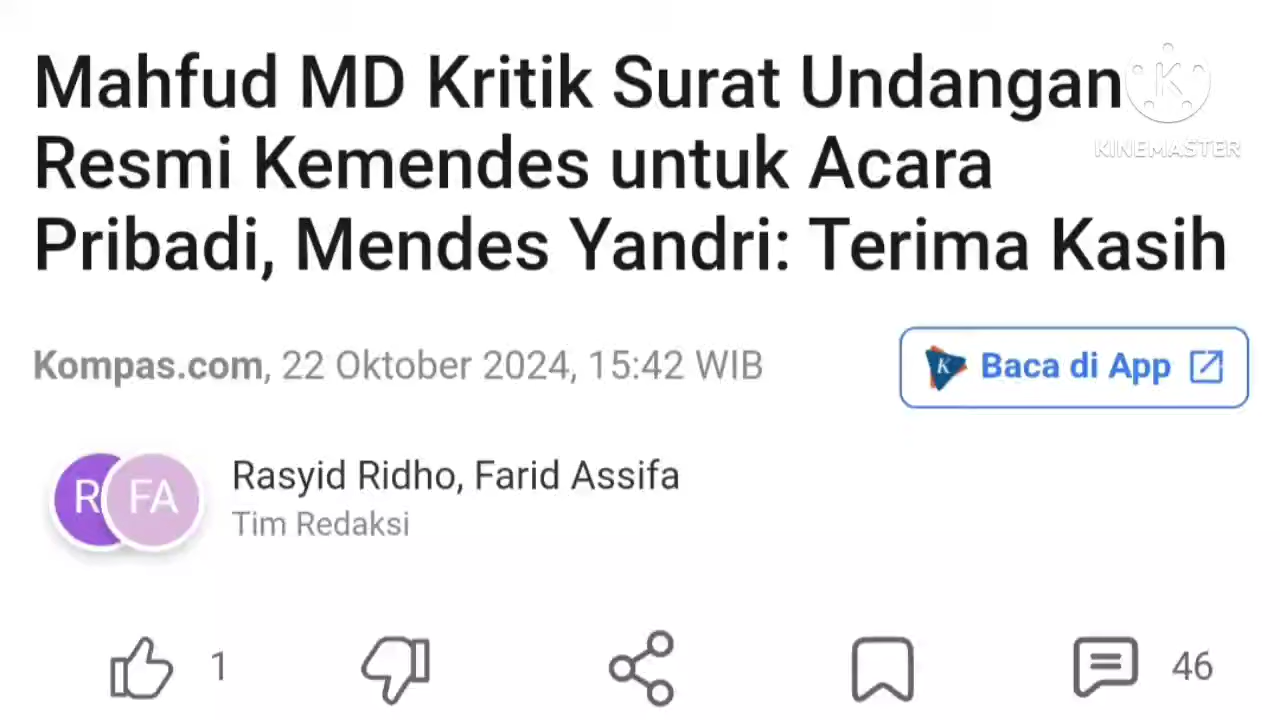 Mahfud MD Kritik Surat Undangan
Resmi Kemendes untuk Acara
Pribadi, Mendes Yandri: Terima Kasih
K
KINEMASTER
Kompas.com, 22 Oktober 2024, 15:42 WIB
K Baca di App
R FA
Rasyid Ridho, Farid Assifa
Tim Redaksi
1
46